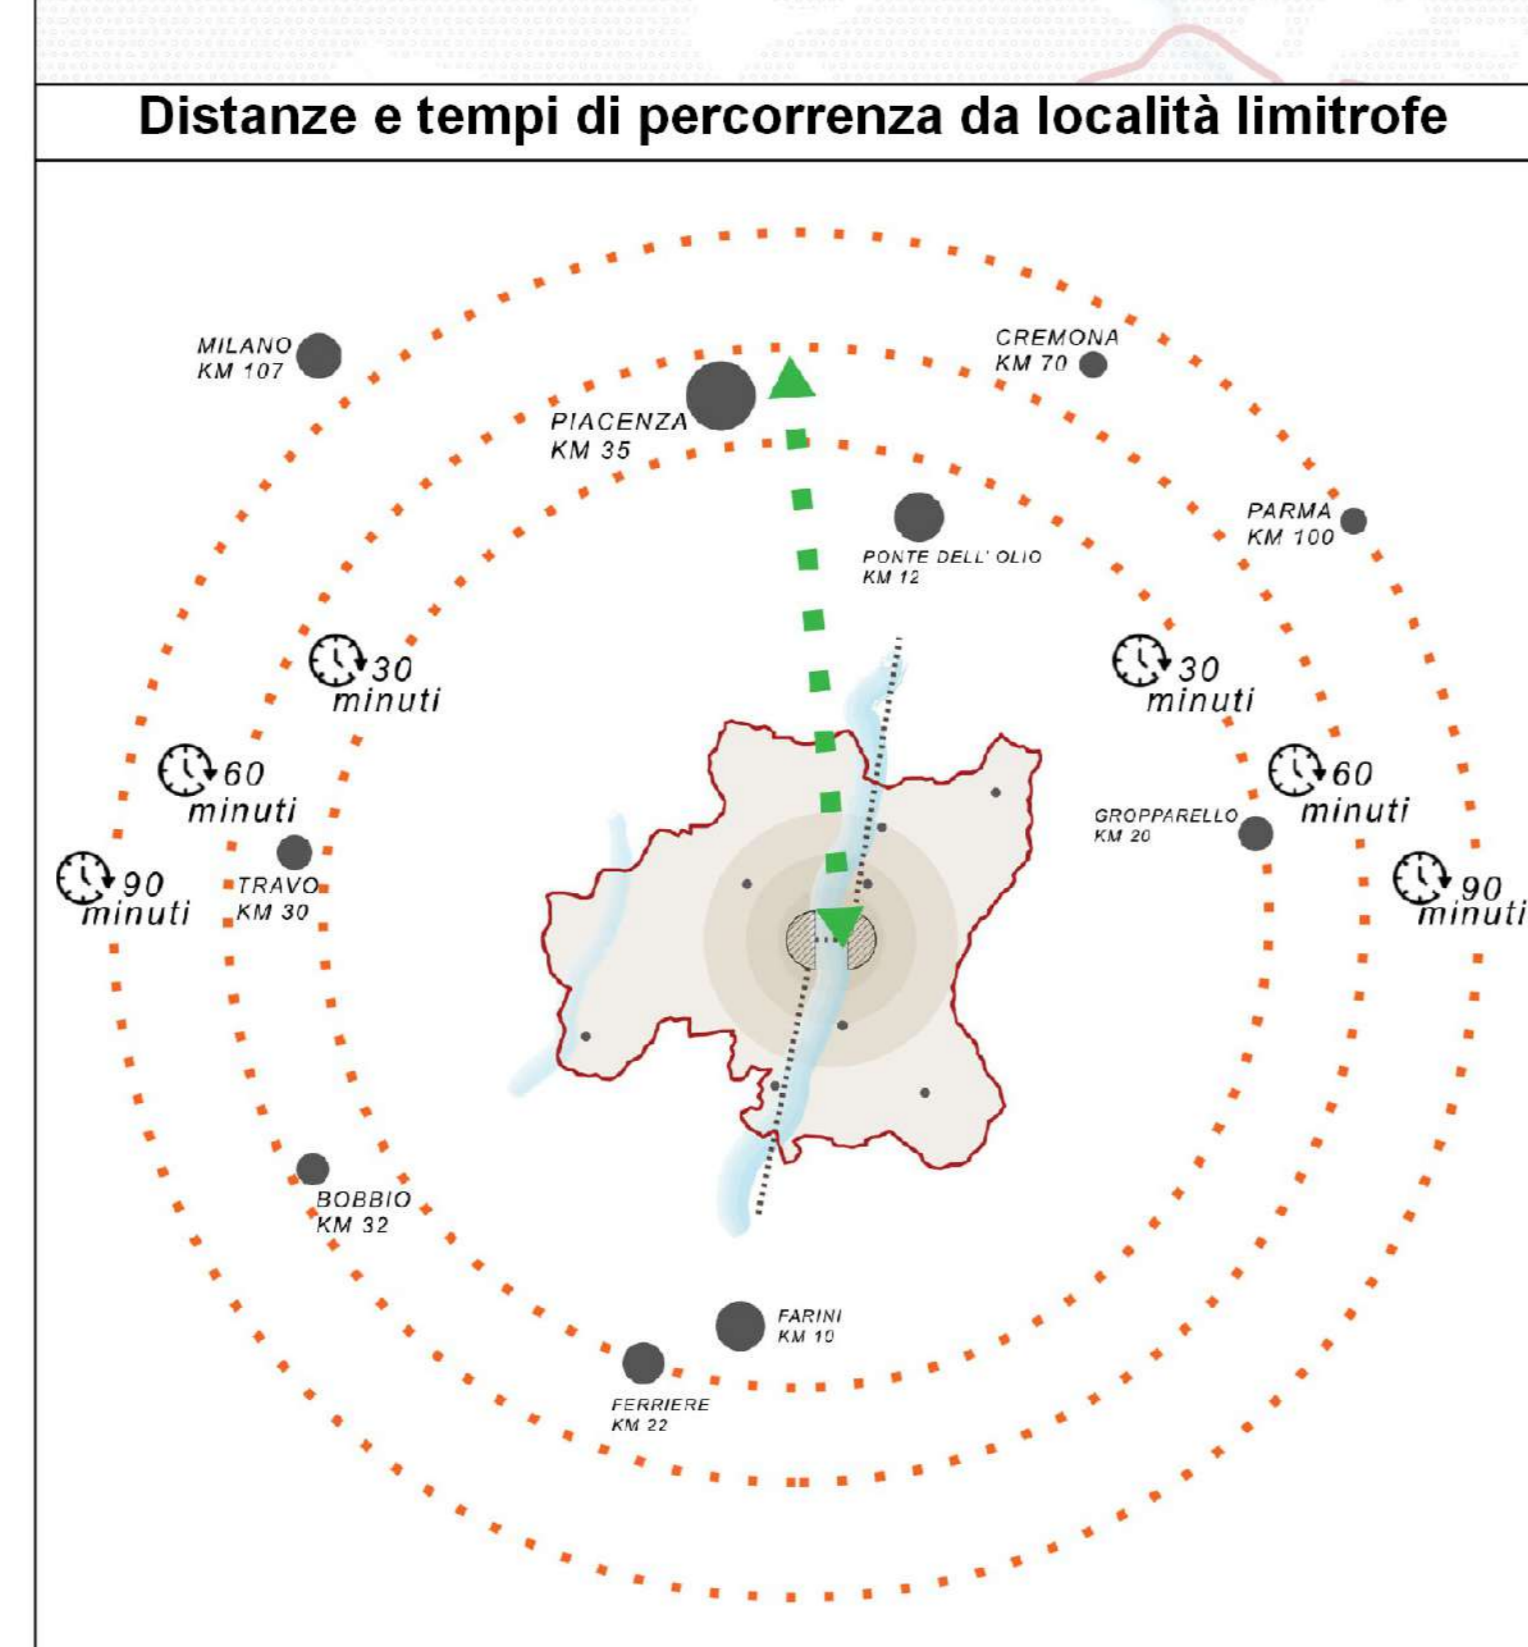 Distanze e tempi di percorrenza da località limitrofe
MILANO
KM 107
CREMONA
KM 70
PIACENZA
KM 35
PARMA
KM 100
PONTE DELL' OLIO
KM 12
30
minuti
30
minuti
60
minuti
60
minuti
GROPPARELLO
KM 20
90
minuti
TRAVO
KM 30
90
minuti
BOBBIO
KM 32
FARINI
KM 10
FERRIERE
KM 22